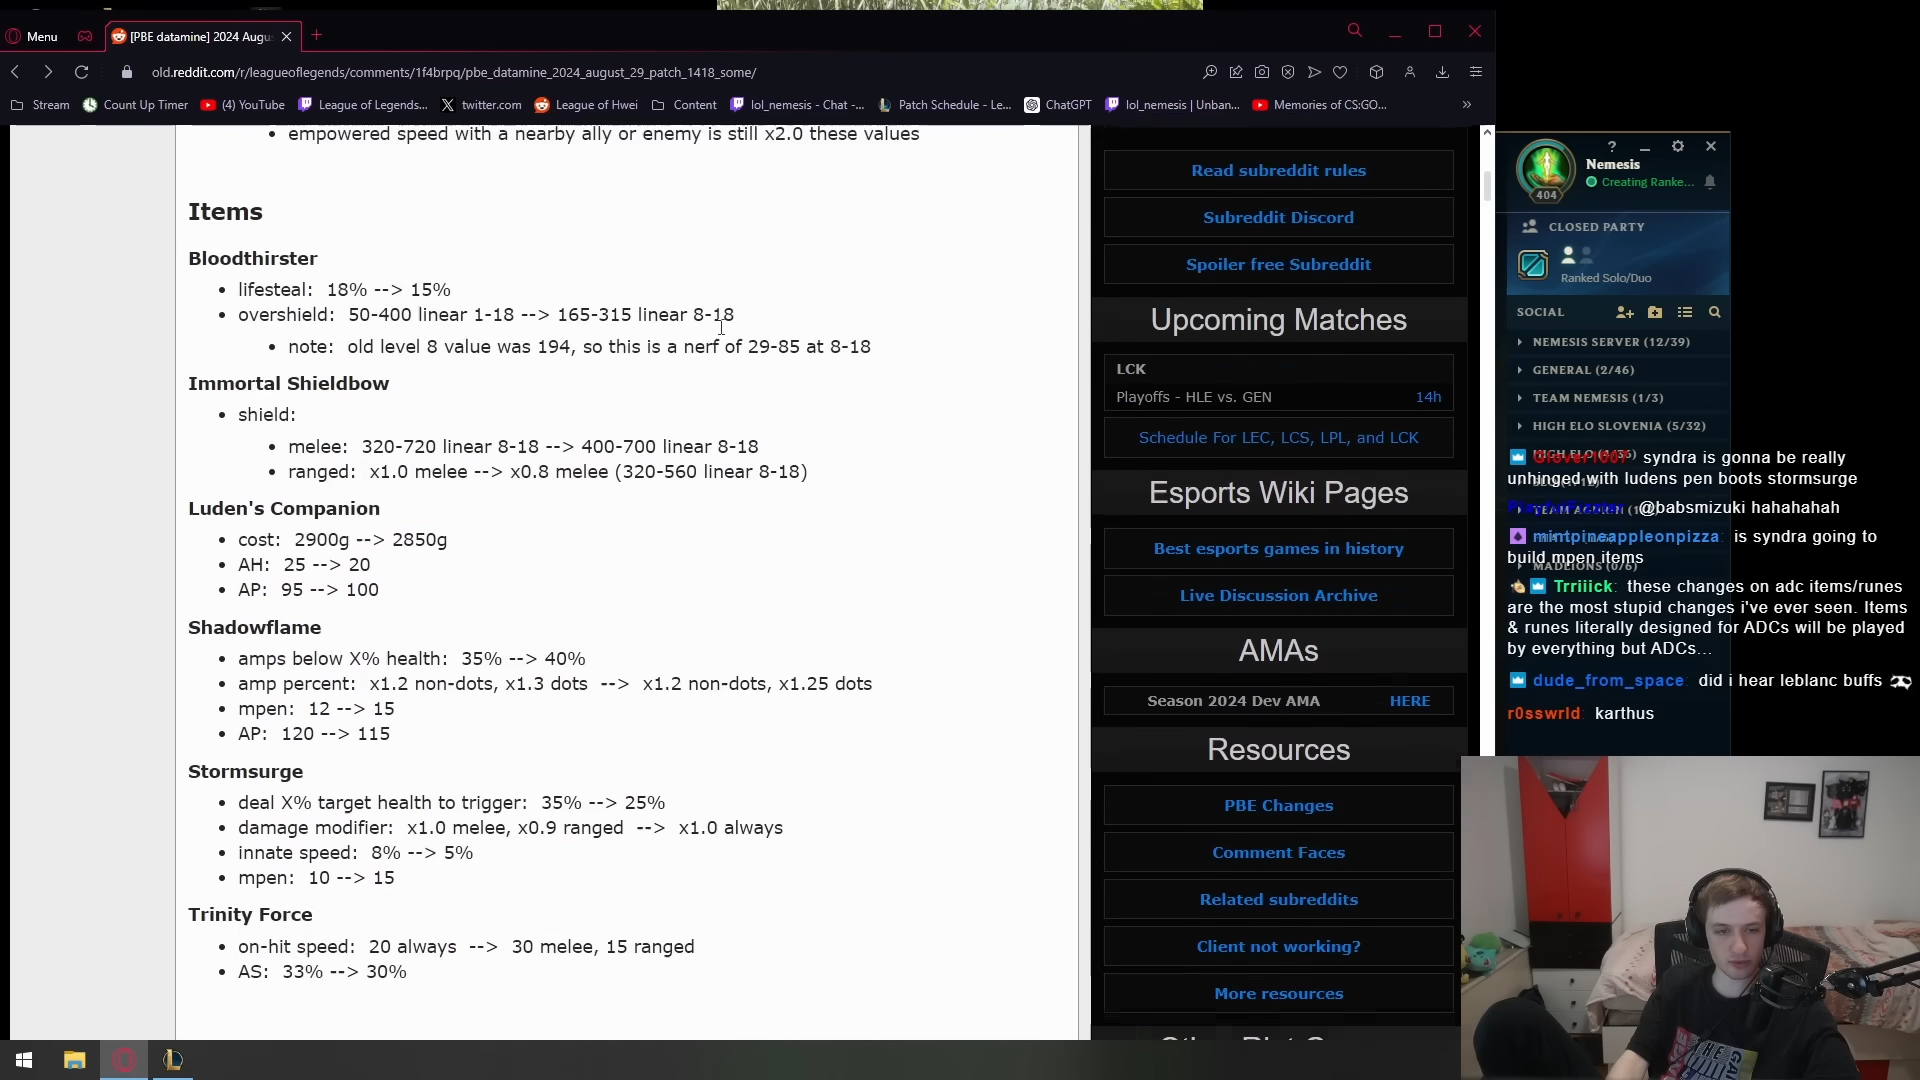 Menu
[PBE datamine] 2024 Augu
old.reddit.com/r/leagueoflegends/comments/1f4brpq/pbe_datamine_2024_august_29_patch_1418_some/
Stream
Count Up Timer
(4) YouTube
League of Legends...
twitter.com
League of Hwei
Content
lol_nemesis - Chat -...
Patch Schedule - Le...
ChatGPT
lol_nemesis | Unban...
Memories of CS:GO...
empowered speed with a nearby ally or enemy is still x2.0 these values
Items
Bloodthirster
lifesteal: 18% --> 15%
overshield: 50-400 linear 1-18 --> 165-315 linear 8-18
note: old level 8 value was 194, so this is a nerf of 29-85 at 8-18
Immortal Shieldbow
shield:
melee: 320-720 linear 8-18 --> 400-700 linear 8-18
ranged: x1.0 melee --> x0.8 melee (320-560 linear 8-18)
Luden's Companion
cost: 2900g --> 2850g
AH: 25 --> 20
AP: 95 --> 100
Shadowflame
amps below X% health: 35% --> 40%
amp percent: x1.2 non-dots, x1.3 dots --> x1.2 non-dots, x1.25 dots
mpen: 12 --> 15
AP: 120 --> 115
Stormsurge
deal X% target health to trigger: 35% --> 25%
damage modifier: x1.0 melee, x0.9 ranged --> x1.0 always
innate speed: 8% --> 5%
mpen: 10 --> 15
Trinity Force
on-hit speed: 20 always --> 30 melee, 15 ranged
AS: 33% --> 30%
Read subreddit rules
Subreddit Discord
Spoiler free Subreddit
Upcoming Matches
LCK
Playoffs - HLE vs. GEN 14h
Schedule For LEC, LCS, LPL, and LCK
Esports Wiki Pages
Best esports games in history
Live Discussion Archive
AMAs
Season 2024 Dev AMA HERE
Resources
PBE Changes
Comment Faces
Related subreddits
Client not working?
More resources
Nemesis
Creating Ranke...
404
CLOSED PARTY
Ranked Solo/Duo
SOCIAL
NEMESIS SERVER (12/39)
GENERAL (2/46)
TEAM NEMESIS (1/3)
HIGH ELO SLOVENIA (5/32)
syndra is gonna be really
unhinged with ludens pen boots stormsurge
@babsmizuki hahahahah
mintpineappleonpizza: is syndra going to
build mpen items
MADLIONS (0/6)
Trriiick: these changes on adc items/runes
are the most stupid changes i've ever seen. Items
& runes literally designed for ADCs will be played
by everything but ADCs...
dude_from_space: did i hear leblanc buffs
r0sswrld: karthus